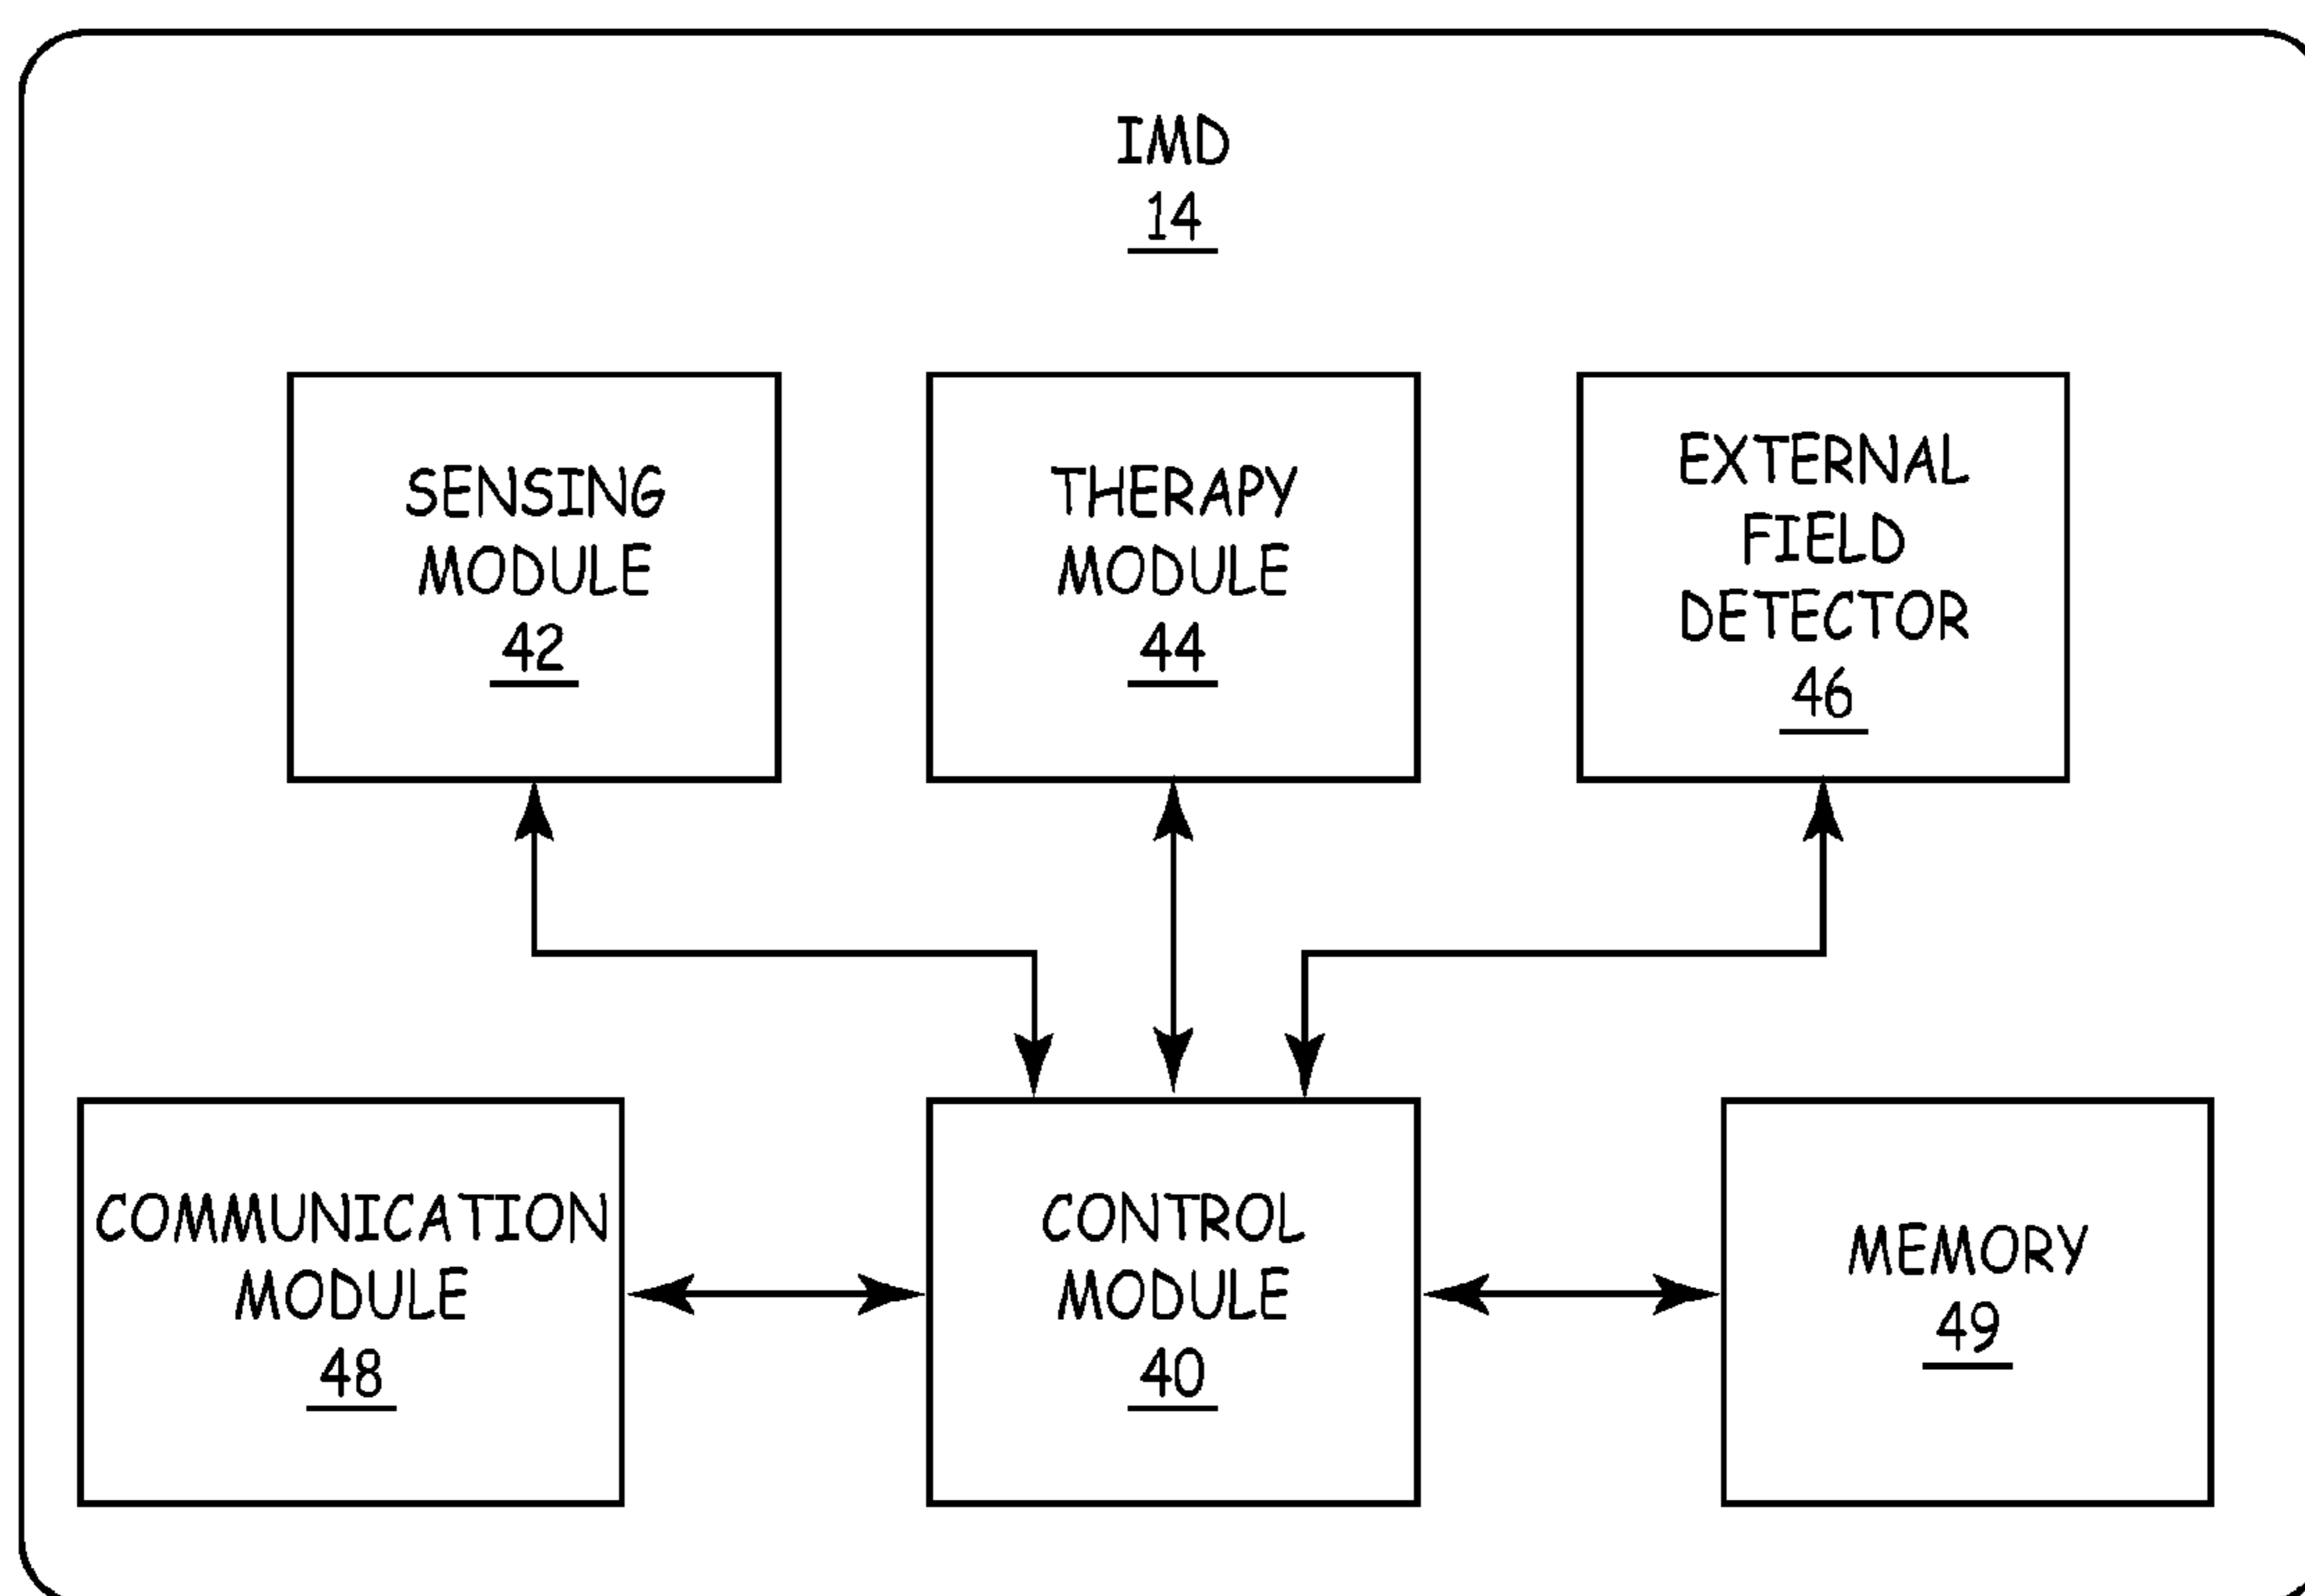 IMD
14
SENSING
MODULE
42
THERAPY
MODULE
44
EXTERNAL
FIELD
DETECTOR
46
COMMUNICATION
MODULE
48
CONTROL
MODULE
40
MEMORY
49